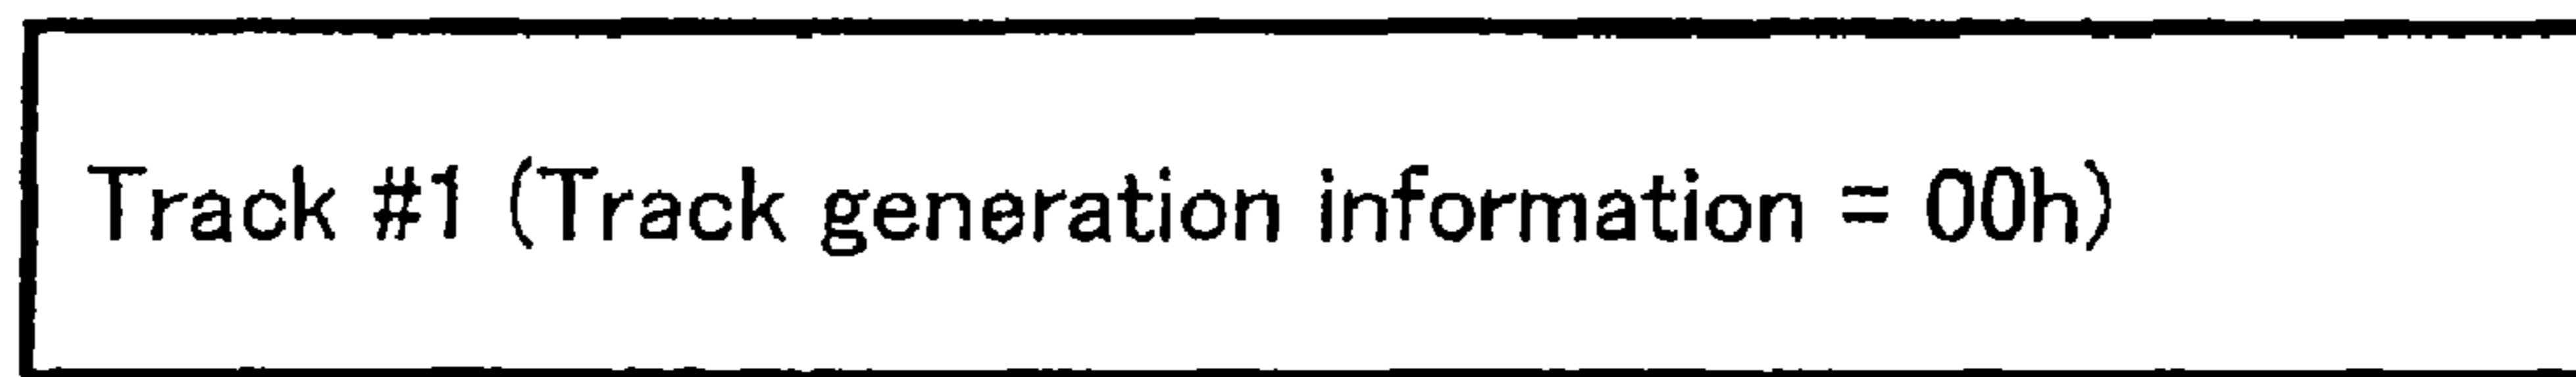 Track #1 (Track generation information = 00h)